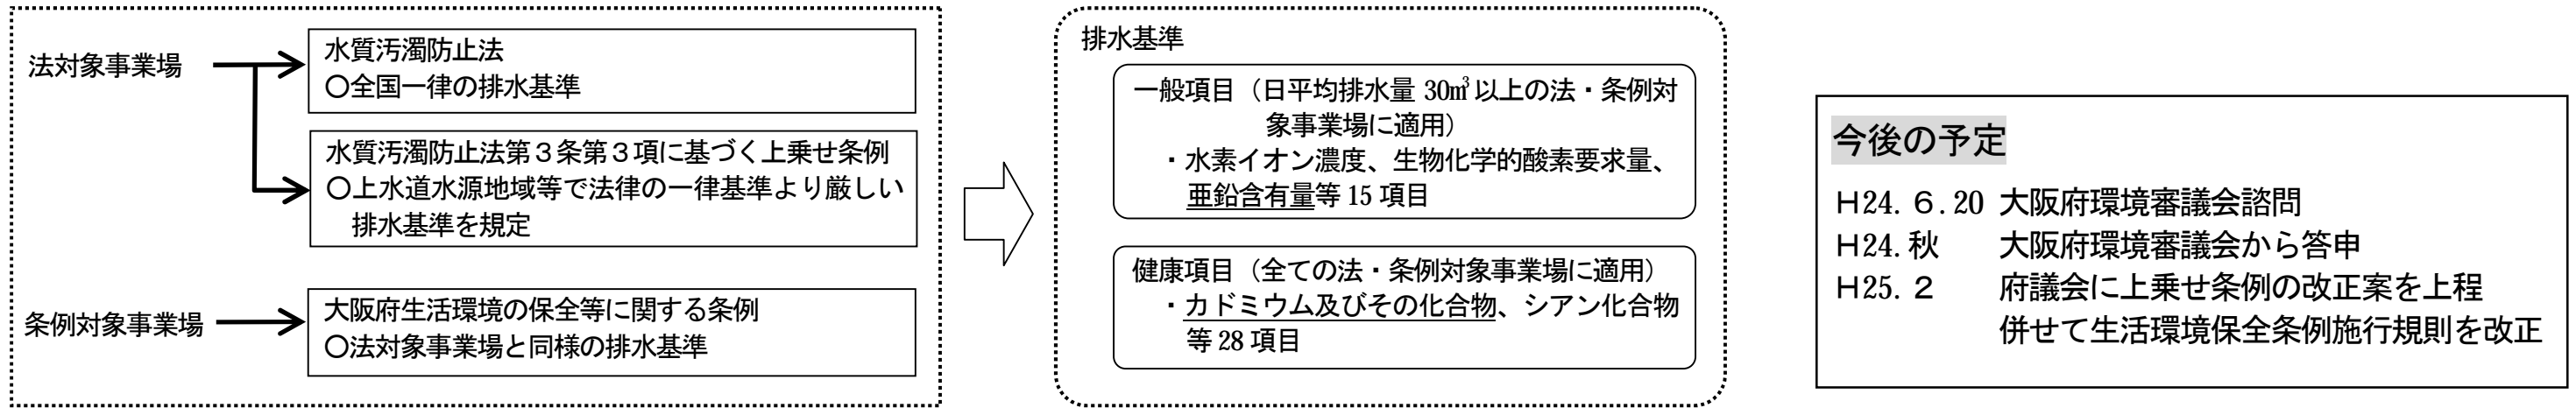 法対象事業場
水質汚濁防止法
○全国一律の排水基準
水質汚濁防止法第３条第３項に基づく上乗せ条例
○上水道水源地域等で法律の一律基準より厳しい
排水基準を規定
条例対象事業場
大阪府生活環境の保全等に関する条例
○法対象事業場と同様の排水基準
排水基準
一般項目（日平均排水量 30m³以上の法・条例対
象事業場に適用）
・水素イオン濃度、生物化学的酸素要求量、
亜鉛含有量等 15 項目
健康項目（全ての法・条例対象事業場に適用）
・カドミウム及びその化合物、シアン化合物
等 28 項目
今後の予定
Ｈ24. ６. 20 大阪府環境審議会諮問
Ｈ24. 秋 大阪府環境審議会から答申
Ｈ25. ２ 府議会に上乗せ条例の改正案を上程
併せて生活環境保全条例施行規則を改正